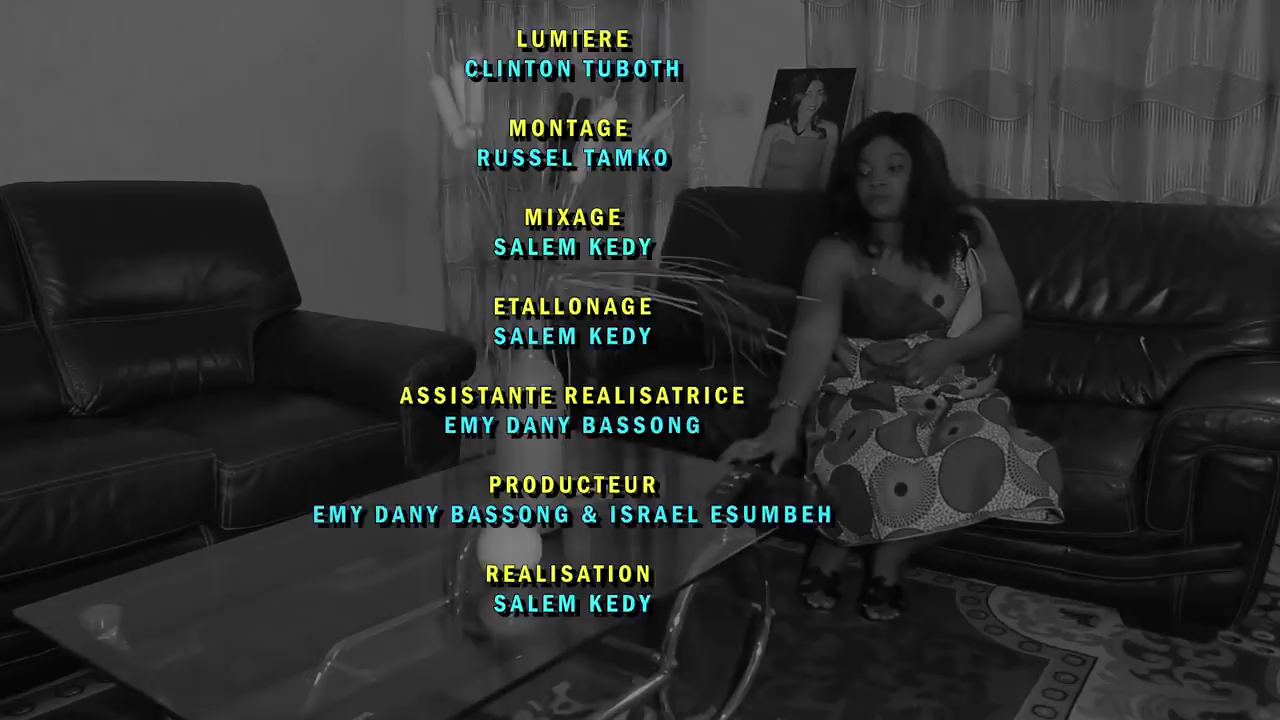 LUMIERE
CLINTON TUBOTH
MONTAGE
RUSSEL TAMKO
MIXAGE
SALEM KEDY
ETALLONAGE
SALEM KEDY
ASSISTANTE REALISATRICE
EMY DANY BASSONG
PRODUCTEUR
EMY DANY BASSONG & ISRAEL ESUMBEH
REALISATION
SALEM KEDY